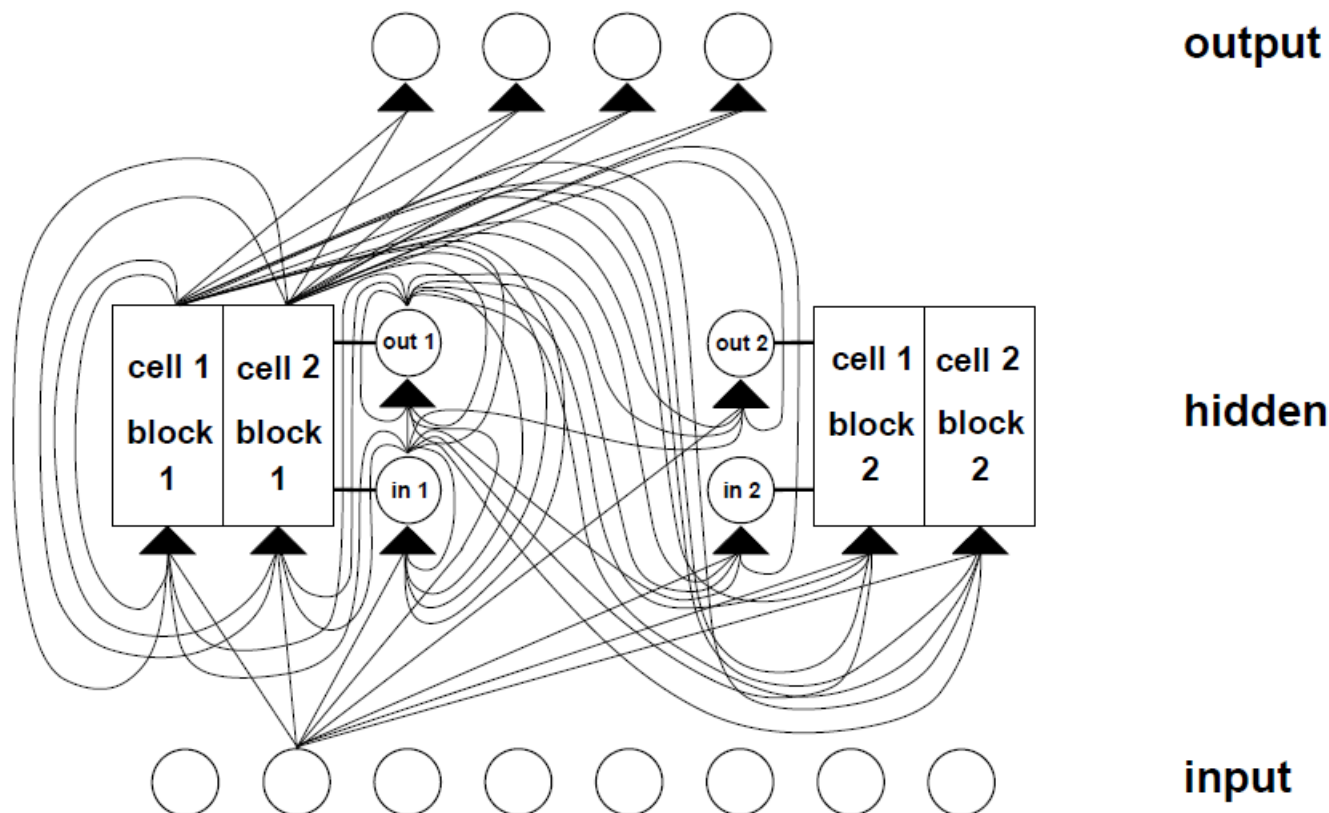 output
cell 1
block
1
cell 2
block
1
out 1
in 1
out 2
in 2
cell 1
block
2
cell 2
block
2
hidden
input